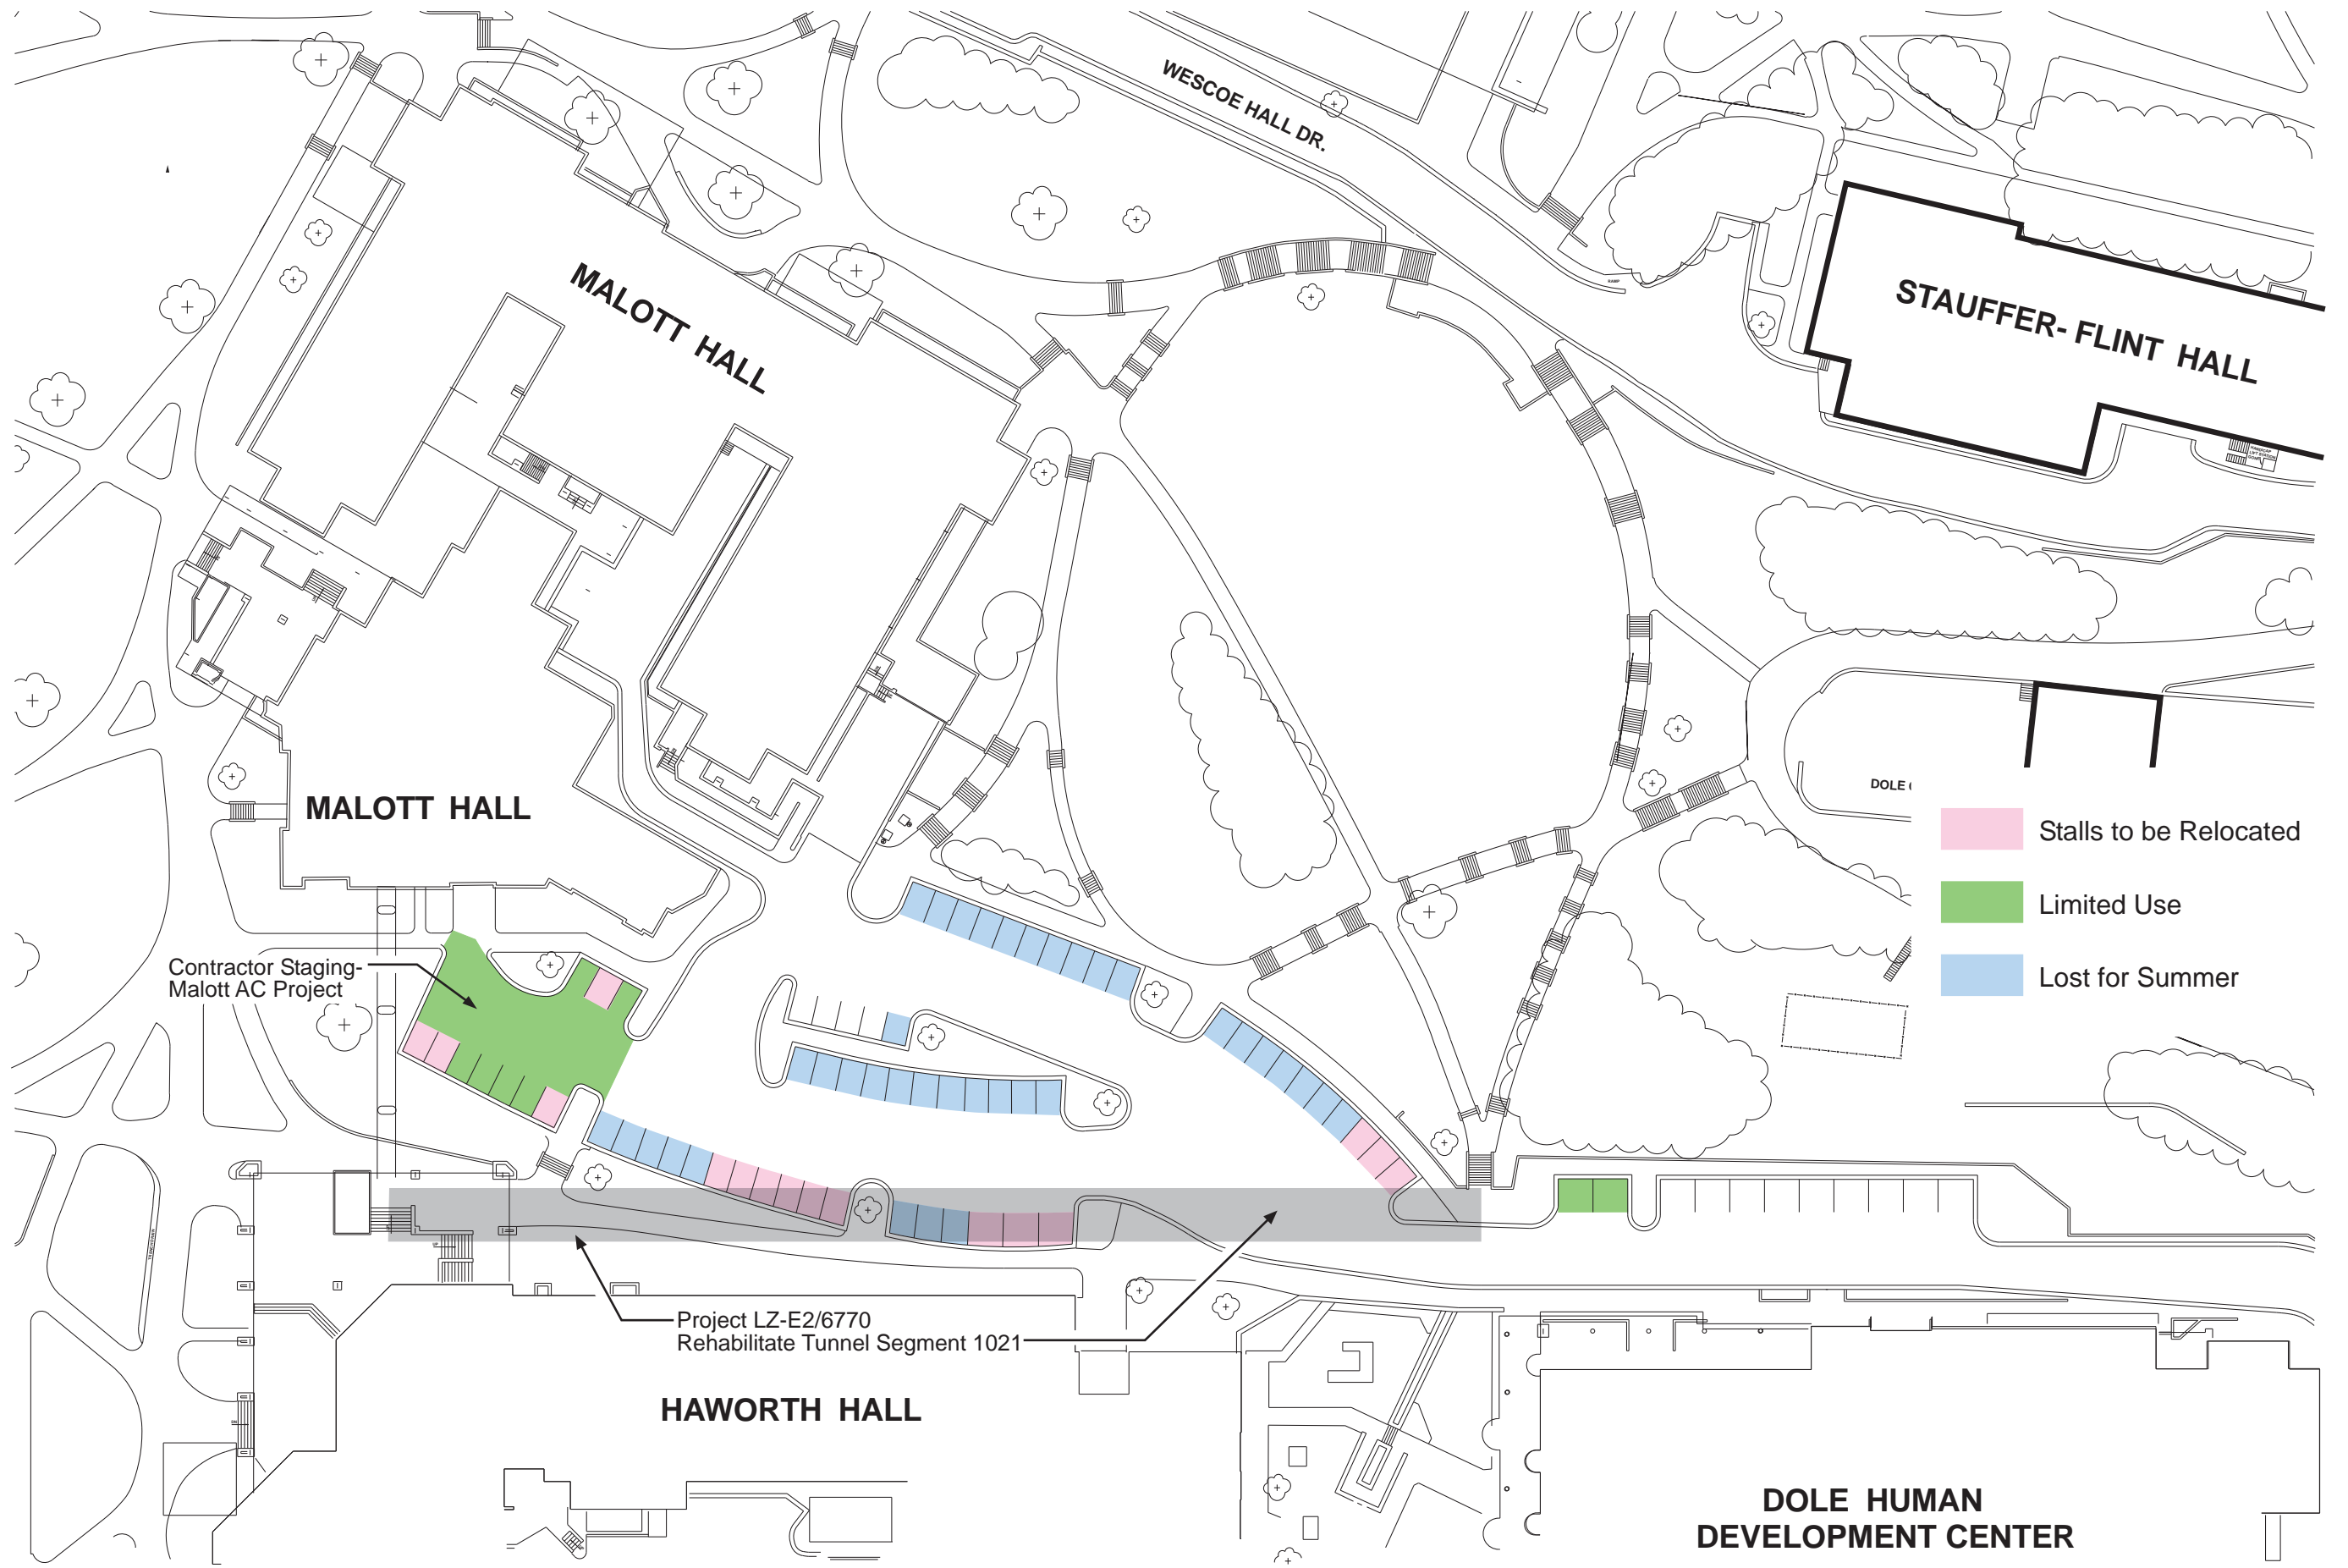 WESCOE HALL DR.
MALOTT HALL
STAUFFER- FLINT HALL
RAMP
DOLE
MALOTT HALL
Stalls to be Relocated
Limited Use
Lost for Summer
Contractor Staging-
Malott AC Project
Project LZ-E2/6770
Rehabilitate Tunnel Segment 1021
HAWORTH HALL
DOLE HUMAN
DEVELOPMENT CENTER